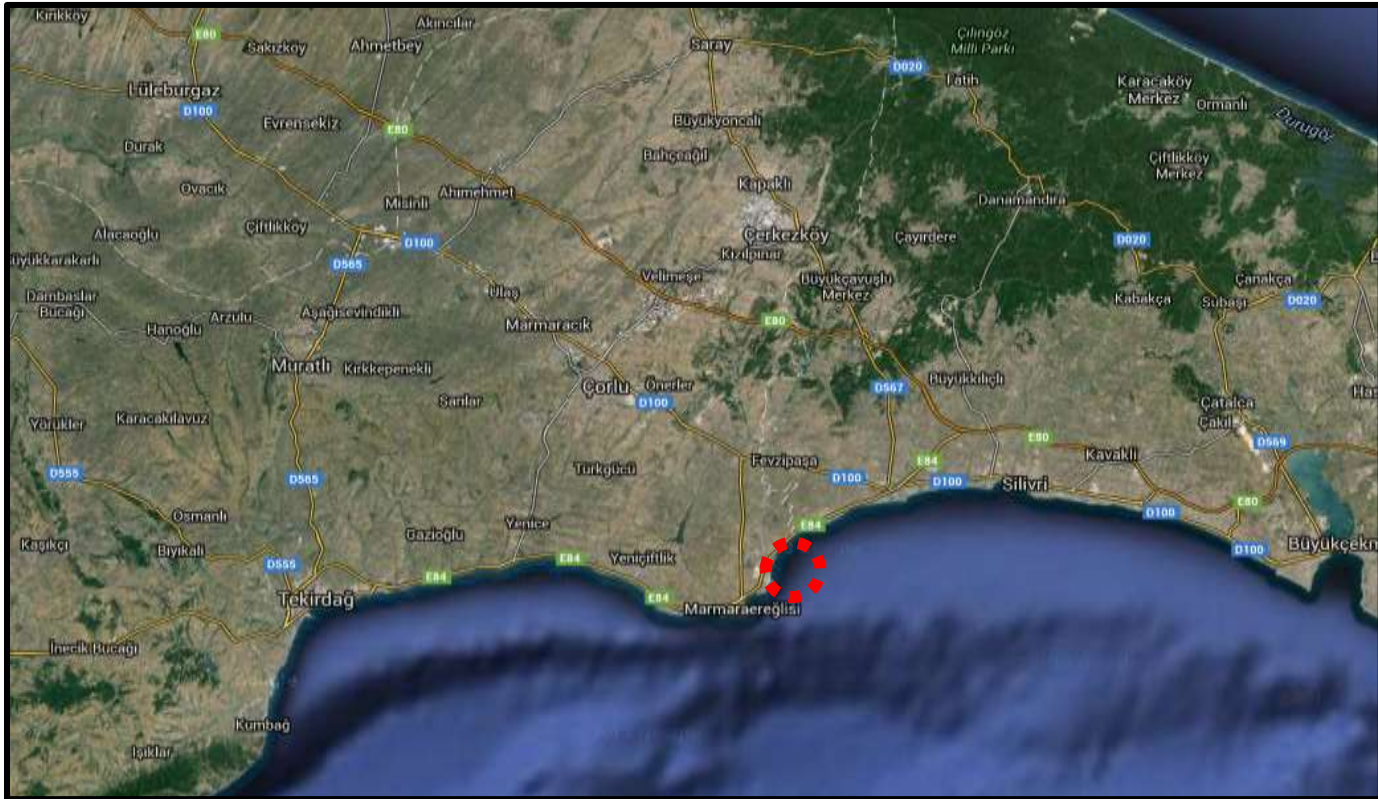 Kırıkköy
Akıncılar
E80
Sakızköy
Ahmetbey
Saray
Çilingöz
Milli Parkı
D020
Fatih
Karacaköy
Merkez
Ormanlı
Durugöl
Lüleburgaz
D100
Evrensekiz
E80
Büyükyoncalı
Durak
Bahçeağıl
Çiftlikköy
Merkez
Ovacık
Misinli
Ahımehmet
Kapaklı
Danamandıra
Alacaoğlu
Çiftlikköy
D100
Çerkezköy
Çayırdere
D020
Kızılpınar
üyükkarakarlı
D565
Velimeşe
Büyükçavuşlu
Merkez
Çanakça
Dambaslar
Bucağı
Ulaş
Kabakça
Subaşı
D020
Hanoğlu
Arzulu
Aşağısevindikli
Marmaracık
E80
Muratlı
Kırkkepenekli
Çorlu
Önerler
D100
D567
Büyükkılıçlı
Sarılar
Çatalca
Çakıl
Yörükler
Karacakılavuz
E80
D569
D555
D565
Türkgücü
Fevzipaşa
D100
E84
D100
Kavaklı
Silivri
E80
D100
Osmanlı
Kaşıkçı
Bıyıkali
Gazioğlu
Yenice
E84
D100
Büyükçekm
D555
E84
E84
Yeniçiftlik
Tekirdağ
E84
Marmaraereğlisi
İnecik Bucağı
Kumbağ
Işıklar